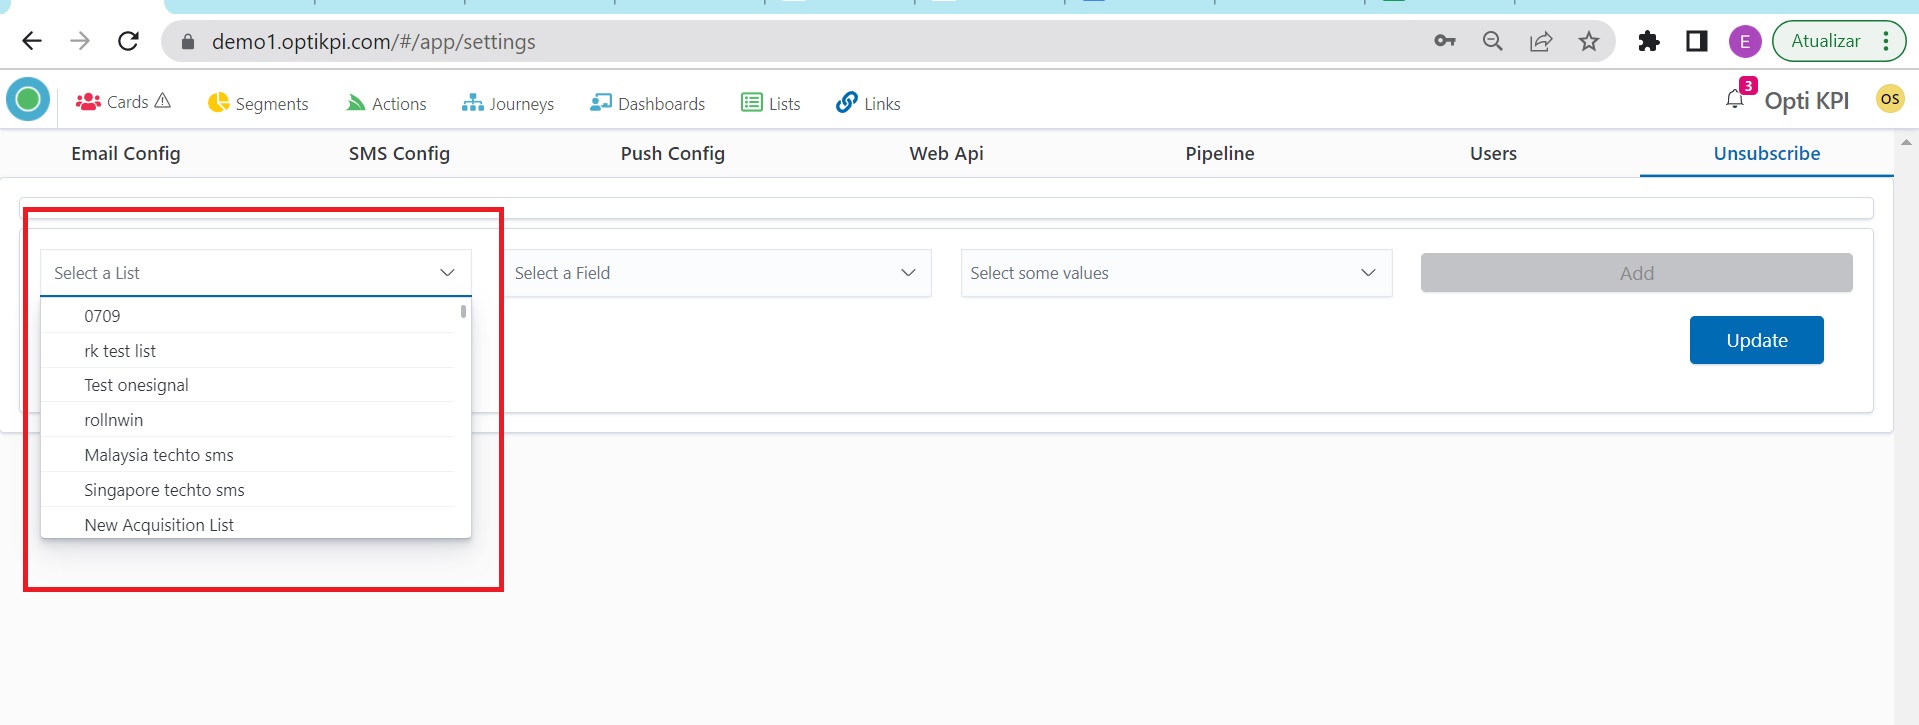 demo1.optikpi.com/#/app/settings
E
Atualizar
Cards
Segments
Actions
Journeys
Dashboards
Lists
Links
3
Opti KPI
OS
Email Config
SMS Config
Push Config
Web Api
Pipeline
Users
Unsubscribe
Select a List
Select a Field
Select some values
Add
0709
rk test list
Test onesignal
rollnwin
Malaysia techto sms
Singapore techto sms
New Acquisition List
Update